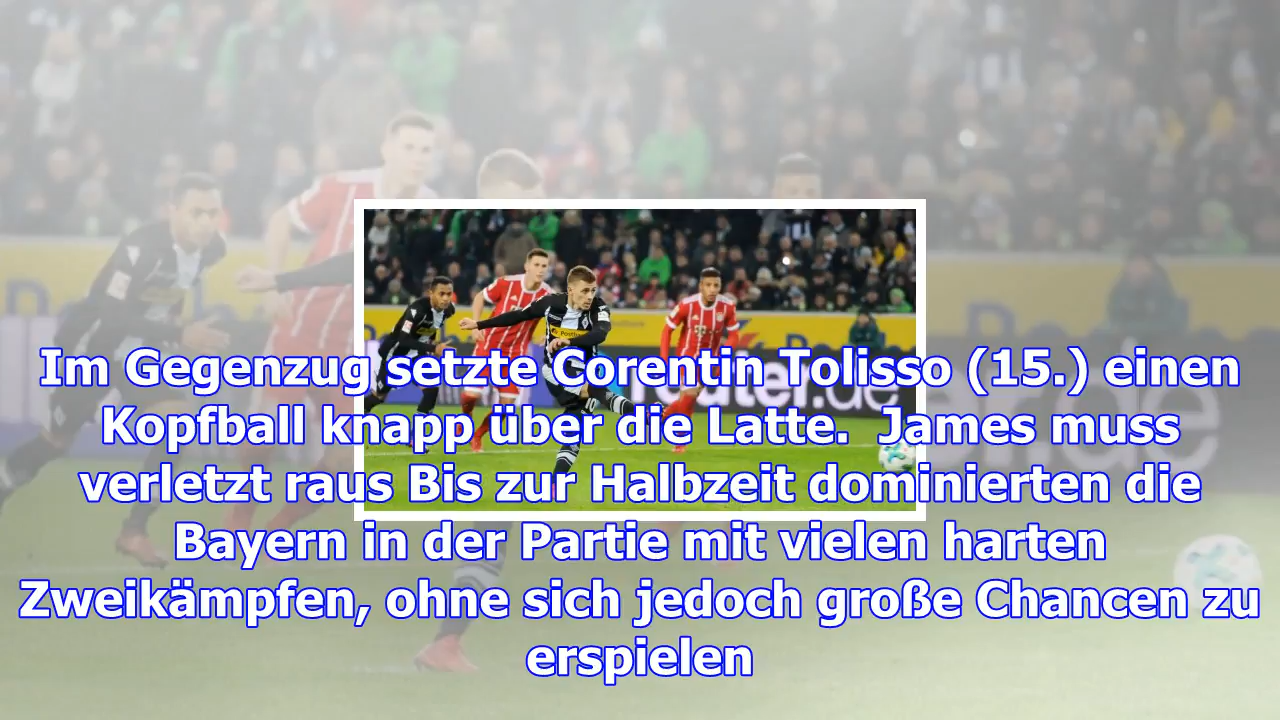 Im Gegenzug setzte Corentin Tolisso (15.) einen
Kopfball knapp über die Latte.  James muss
verletzt raus Bis zur Halbzeit dominierten die
Bayern in der Partie mit vielen harten
Zweikämpfen, ohne sich jedoch große Chancen zu
erspielen